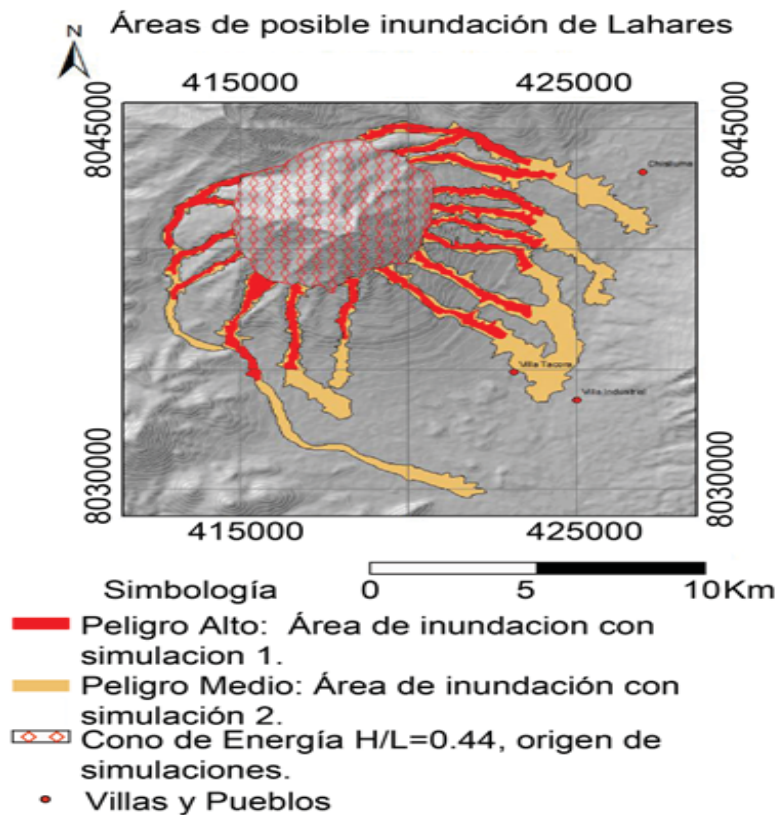 Áreas de posible inundación de Lahares
N
415000
425000
8045000
8045000
Chislluma
Villa Tacora
Villa Industrial
8030000
8030000
415000
425000
Simbología
0
5
10Km
Peligro Alto: Área de inundacion con
simulacion 1.
Peligro Medio: Área de inundación con
simulación 2.
Cono de Energía H/L=0.44, origen de
simulaciones.
Villas y Pueblos